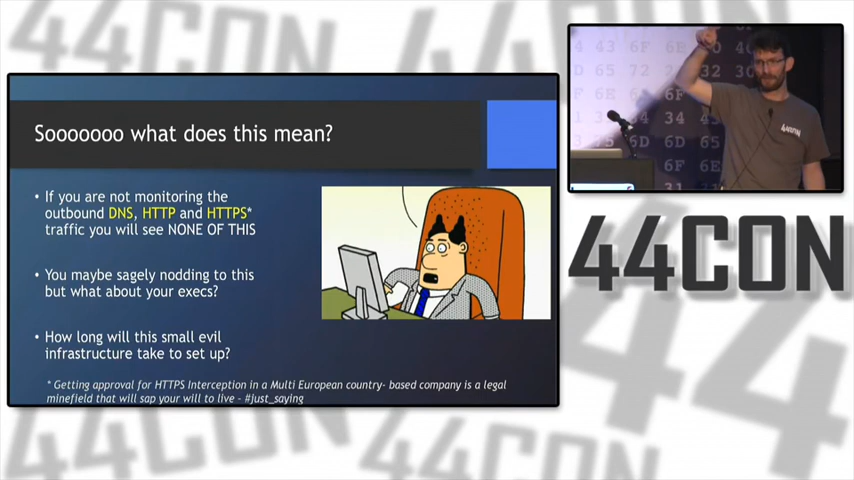 Sooooooo what does this mean?
• If you are not monitoring the
outbound DNS, HTTP and HTTPS*
traffic you will see NONE OF THIS
• You maybe sagely nodding to this
but what about your execs?
• How long will this small evil
infrastructure take to set up?
* Getting approval for HTTPS Interception in a Multi European country- based company is a legal
minefield that will sap your will to live - #just_saying
44CON
44CON